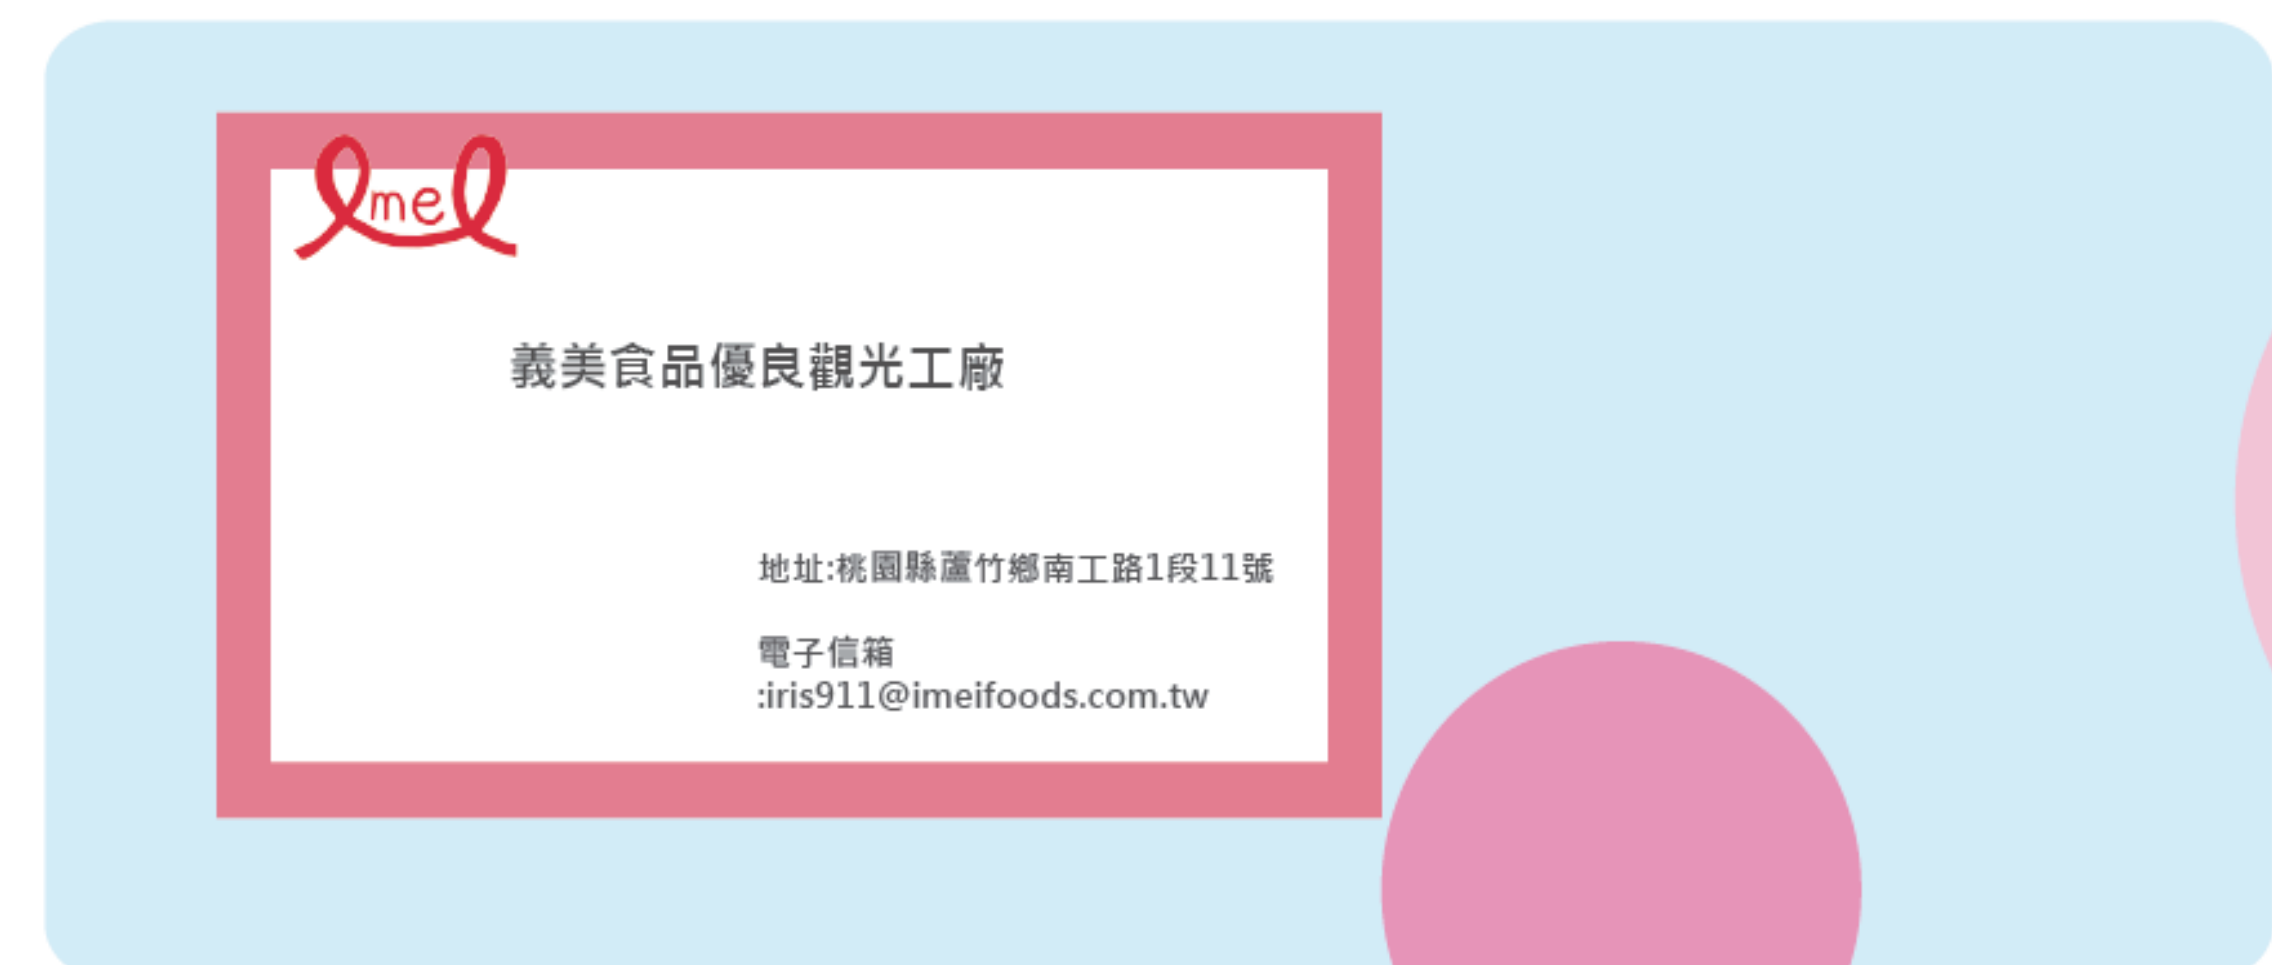 Imei
義美食品優良觀光工廠
地址:桃園縣蘆竹鄉南工路1段11號
電子信箱
:iris911@imeifoods.com.tw